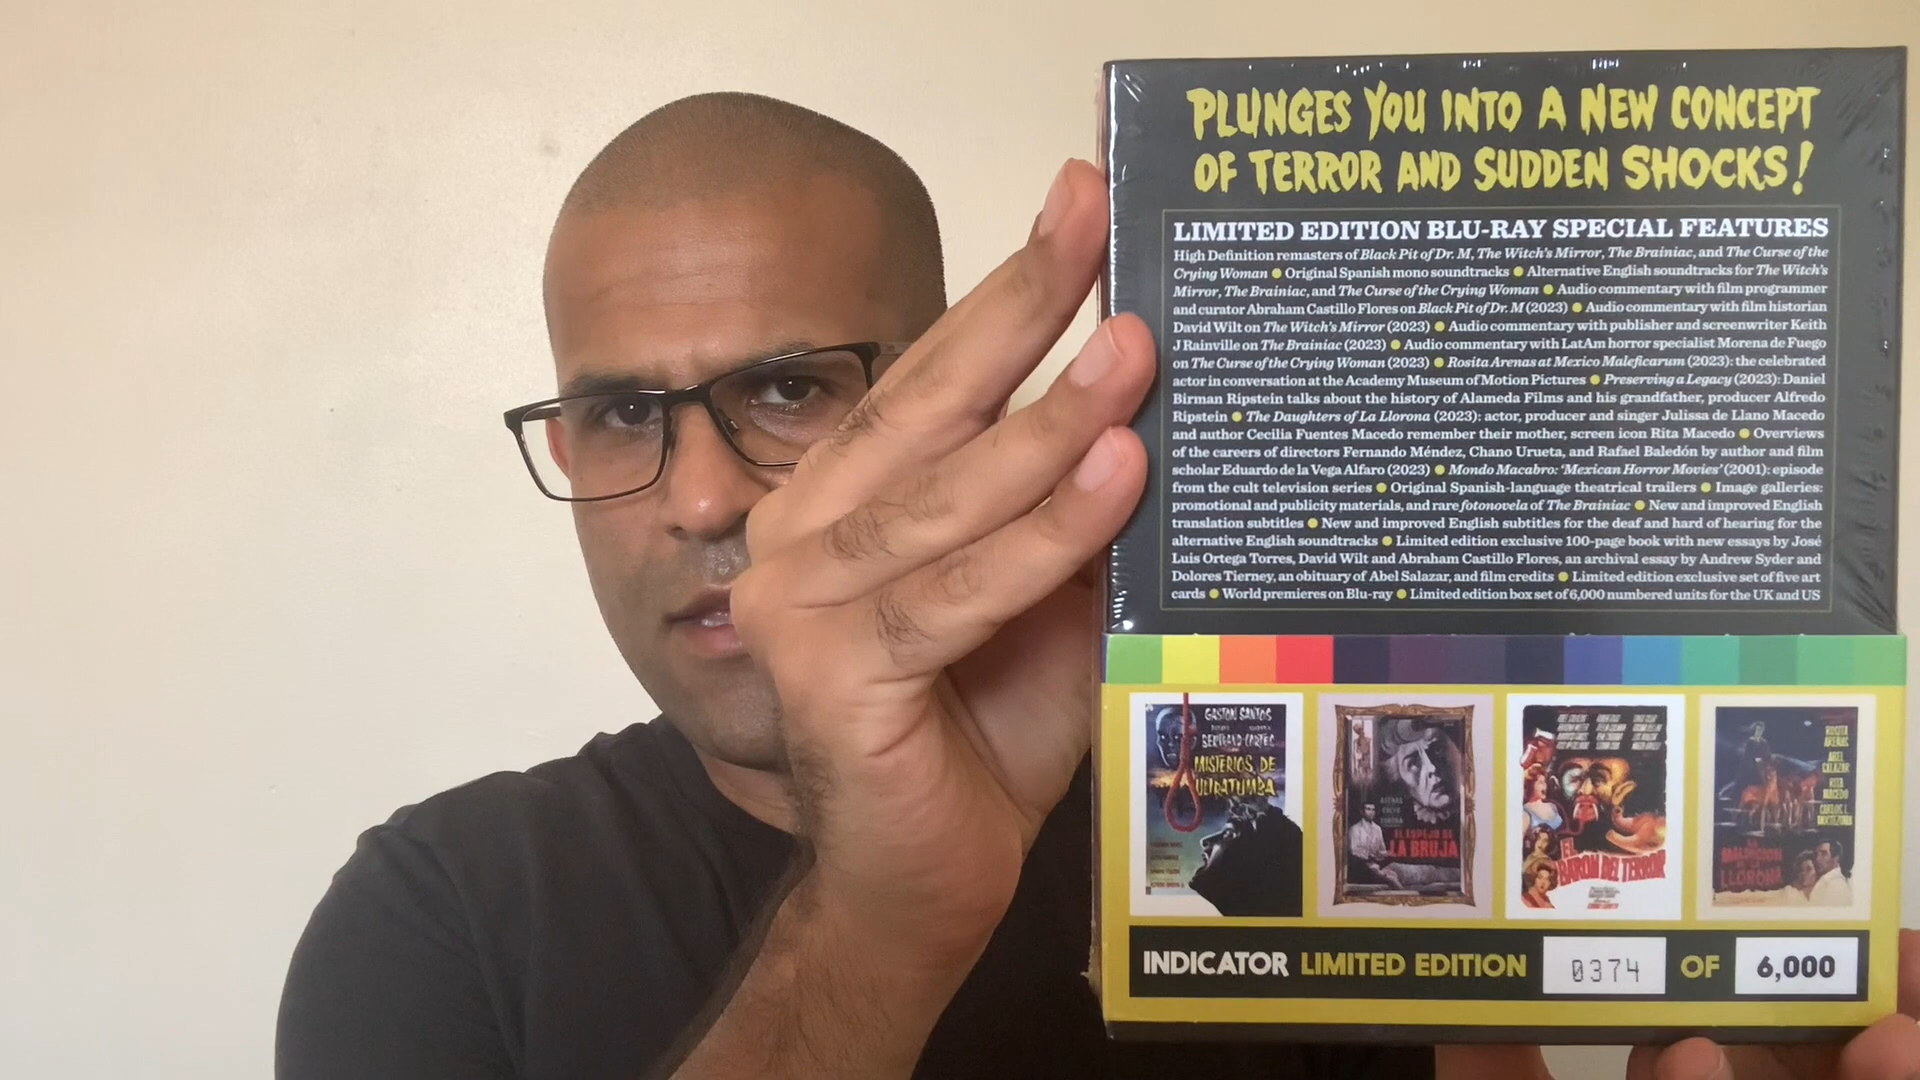 PLUNGES YOU INTO A NEW CONCEPT
OF TERROR AND SUDDEN SHOCKS!
LIMITED EDITION BLU-RAY SPECIAL FEATURES
High Definition remasters of Black Pit of Dr. M, The Witch's Mirror, The Brainiac, and The Curse of the
Crying Woman ● Original Spanish mono soundtracks ● Alternative English soundtracks for The Witch's
Mirror, The Brainiac, and The Curse of the Crying Woman ● Audio commentary with film programmer
and curator Abraham Castillo Flores on Black Pit of Dr. M (2023) ● Audio commentary with film historian
David Wilt on The Witch's Mirror (2023) ● Audio commentary with publisher and screenwriter Keith
J Rainville on The Brainiac (2023) ● Audio commentary with LatAm horror specialist Morena de Fuego
on The Curse of the Crying Woman (2023) ● Rosita Arenas at Mexico Maleficarum (2023): the celebrated
actor in conversation at the Academy Museum of Motion Pictures ● Preserving a Legacy (2023): Daniel
Birman Ripstein talks about the history of Alameda Films and his grandfather, producer Alfredo
Ripstein ● The Daughters of La Llorona (2023): actor, producer and singer Julissa de Llano Macedo
and author Cecilia Fuentes Macedo remember their mother, screen icon Rita Macedo ● Overviews
of the careers of directors Fernando Méndez, Chano Urueta, and Rafael Baledón by author and film
scholar Eduardo de la Vega Alfaro (2023) ● Mondo Macabro: 'Mexican Horror Movies' (2001): episode
from the cult television series ● Original Spanish-language theatrical trailers ● Image galleries:
promotional and publicity materials, and rare fotonovela of The Brainiac ● New and improved English
translation subtitles ● New and improved English subtitles for the deaf and hard of hearing for the
alternative English soundtracks ● Limited edition exclusive 100-page book with new essays by José
Luis Ortega Torres, David Wilt and Abraham Castillo Flores, an archival essay by Andrew Syder and
Dolores Tierney, an obituary of Abel Salazar, and film credits ● Limited edition exclusive set of five art
cards ● World premieres on Blu-ray ● Limited edition box set of 6,000 numbered units for the UK and US
GASTON SANTOS
MISTERIOS DE
ULTRATUMBA
EL ESPEJO DE
LA BRUJA
EL
BARON DEL TERROR
ROSITA
ARENAS
ABEL
SALAZAR
RITA
MACEDO
LA
MALDICION
DE LA
LLORONA
INDICATOR LIMITED EDITION 0374 OF 6,000